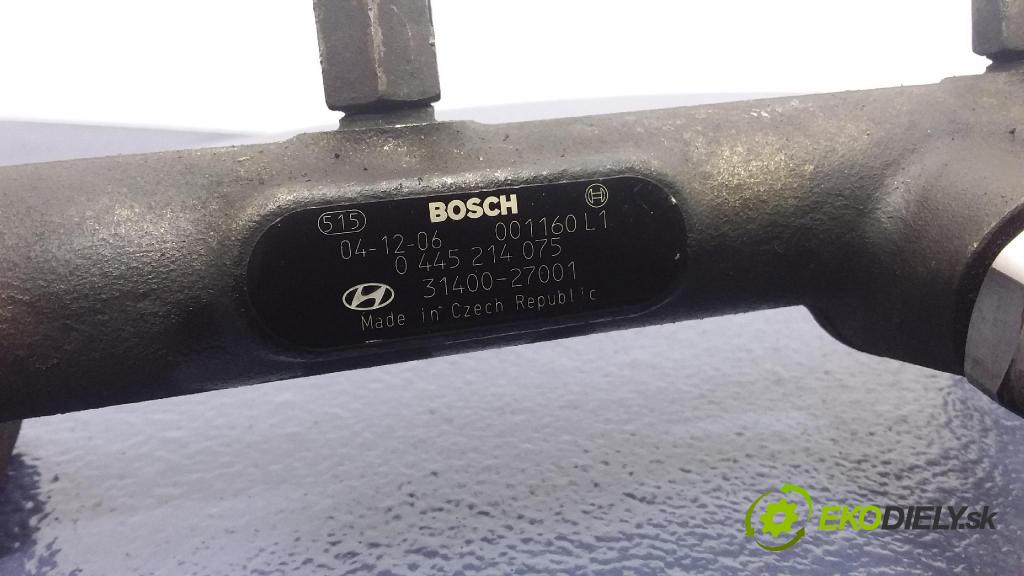 515 BOSCH
04-12-06 001160 L1
0 445 214 075
31400-27001
Made in Czech Republic
EKODIELY.sk